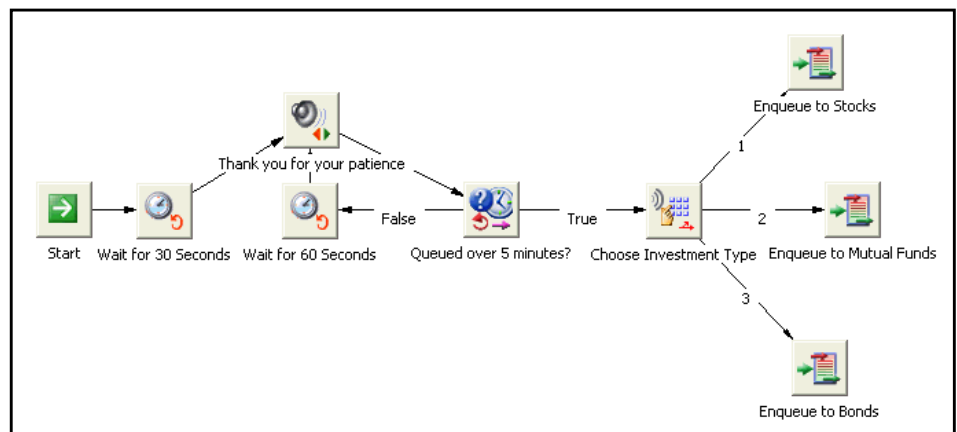 Enqueue to Stocks
1
Thank you for your patience
Start
Wait for 30 Seconds
Wait for 60 Seconds
False
Queued over 5 minutes?
True
Choose Investment Type
2
Enqueue to Mutual Funds
3
Enqueue to Bonds